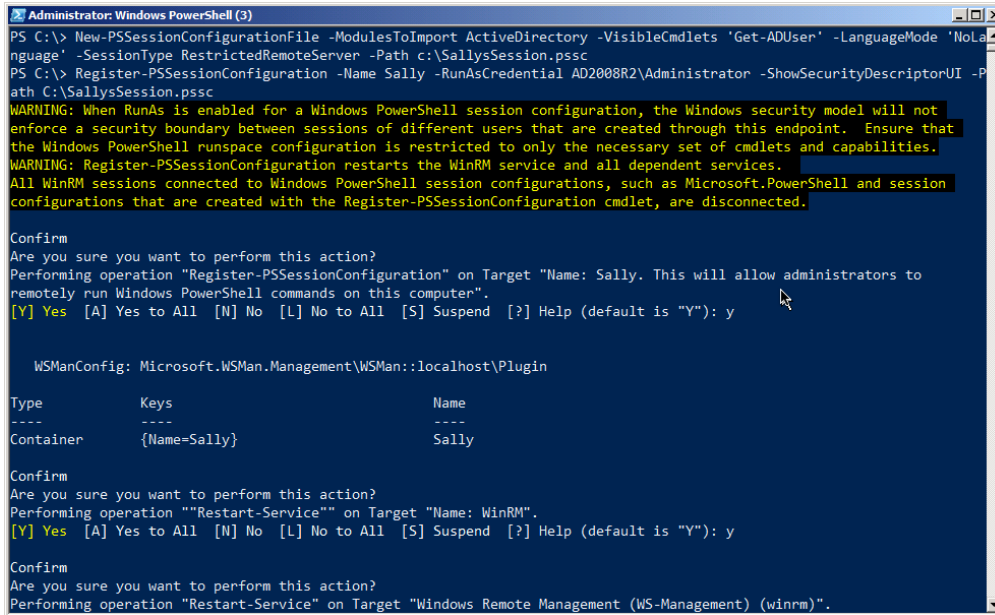 Administrator: Windows PowerShell (3)
PS C:\> New-PSSessionConfigurationFile -ModulesToImport ActiveDirectory -VisibleCmdlets 'Get-ADUser' -LanguageMode 'NoLa
nguage' -SessionType RestrictedRemoteServer -Path c:\SallysSession.pssc
PS C:\> Register-PSSessionConfiguration -Name Sally -RunAsCredential AD2008R2\Administrator -ShowSecurityDescriptorUI -P
ath C:\SallysSession.pssc
WARNING: When RunAs is enabled for a Windows PowerShell session configuration, the Windows security model will not
enforce a security boundary between sessions of different users that are created through this endpoint.  Ensure that
the Windows PowerShell runspace configuration is restricted to only the necessary set of cmdlets and capabilities.
WARNING: Register-PSSessionConfiguration restarts the WinRM service and all dependent services.
All WinRM sessions connected to Windows PowerShell session configurations, such as Microsoft.PowerShell and session
configurations that are created with the Register-PSSessionConfiguration cmdlet, are disconnected.
Confirm
Are you sure you want to perform this action?
Performing operation "Register-PSSessionConfiguration" on Target "Name: Sally. This will allow administrators to
remotely run Windows PowerShell commands on this computer".
[Y] Yes  [A] Yes to All  [N] No  [L] No to All  [S] Suspend  [?] Help (default is "Y"): y
WSManConfig: Microsoft.WSMan.Management\WSMan::localhost\Plugin
Type            Keys                                Name
----            ----                                ----
Container       {Name=Sally}                        Sally
Confirm
Are you sure you want to perform this action?
Performing operation ""Restart-Service"" on Target "Name: WinRM".
[Y] Yes  [A] Yes to All  [N] No  [L] No to All  [S] Suspend  [?] Help (default is "Y"): y
Confirm
Are you sure you want to perform this action?
Performing operation "Restart-Service" on Target "Windows Remote Management (WS-Management) (winrm)".